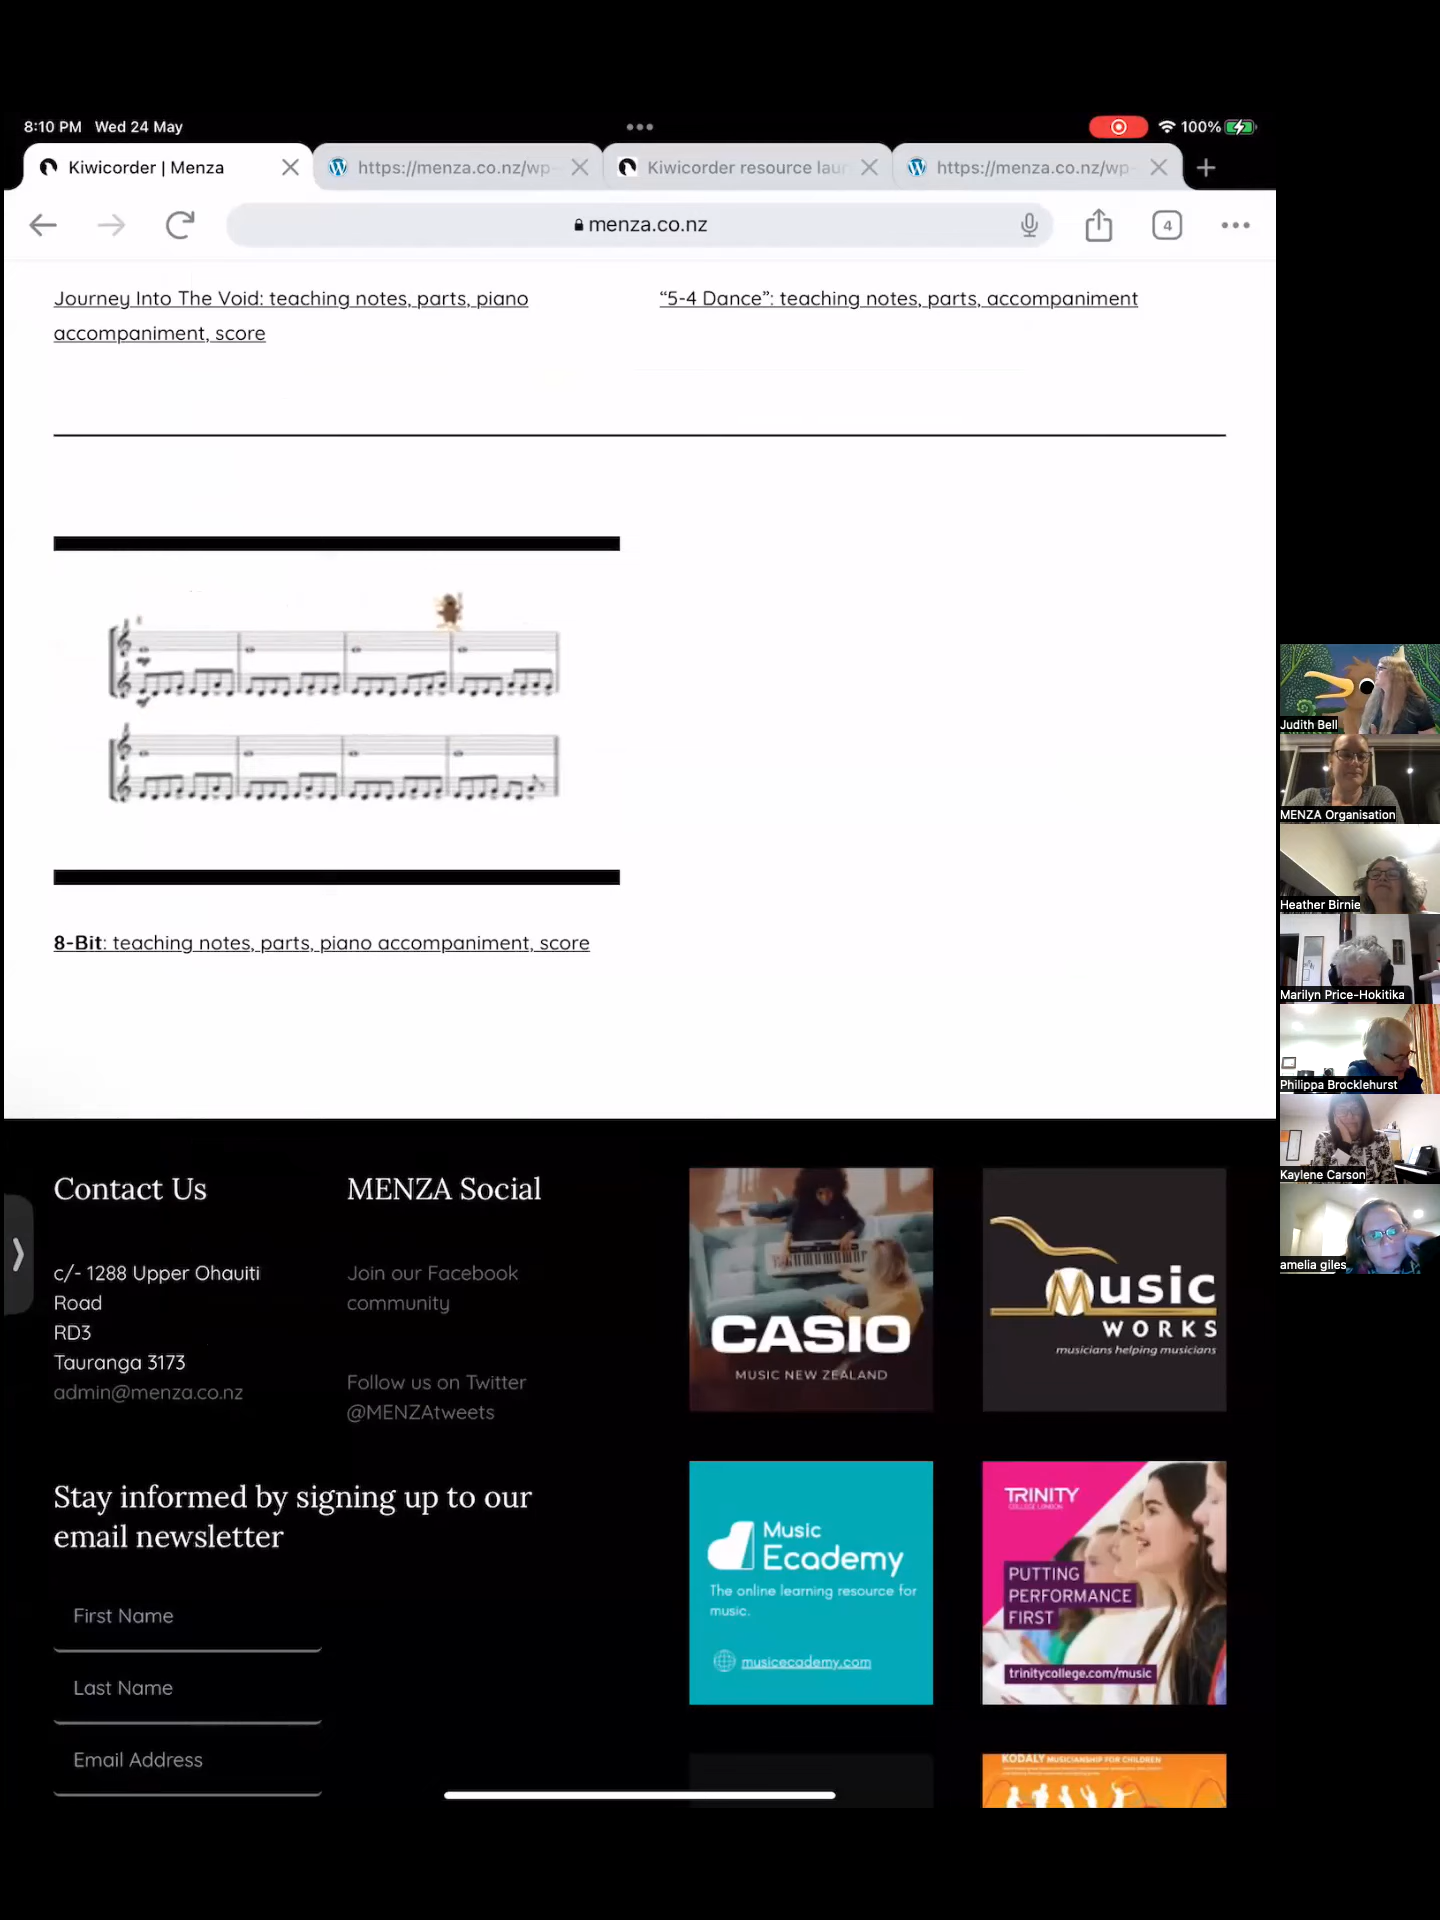 8:10 PM Wed 24 May
100%
Kiwicorder | Menza
https://menza.co.nz/wp-
Kiwicorder resource laun
https://menza.co.nz/wp-
menza.co.nz
4
Journey Into The Void: teaching notes, parts, piano
accompaniment, score
“5-4 Dance”: teaching notes, parts, accompaniment
8-Bit: teaching notes, parts, piano accompaniment, score
Judith Bell
MENZA Organisation
Heather Birnie
Marilyn Price-Hokitika
Philippa Brocklehurst
Kaylene Carson
amelia giles
Contact Us
c/- 1288 Upper Ohauiti
Road
RD3
Tauranga 3173
admin@menza.co.nz
MENZA Social
Join our Facebook
community
Follow us on Twitter
@MENZAtweets
Stay informed by signing up to our
email newsletter
First Name
Last Name
Email Address
CASIO
MUSIC NEW ZEALAND
Music
WORKS
musicians helping musicians
Music
Ecademy
The online learning resource for
music.
musicecademy.com
TRINITY
COLLEGE LONDON
PUTTING
PERFORMANCE
FIRST
trinitycollege.com/music
KODALY MUSICIANSHIP FOR CHILDREN